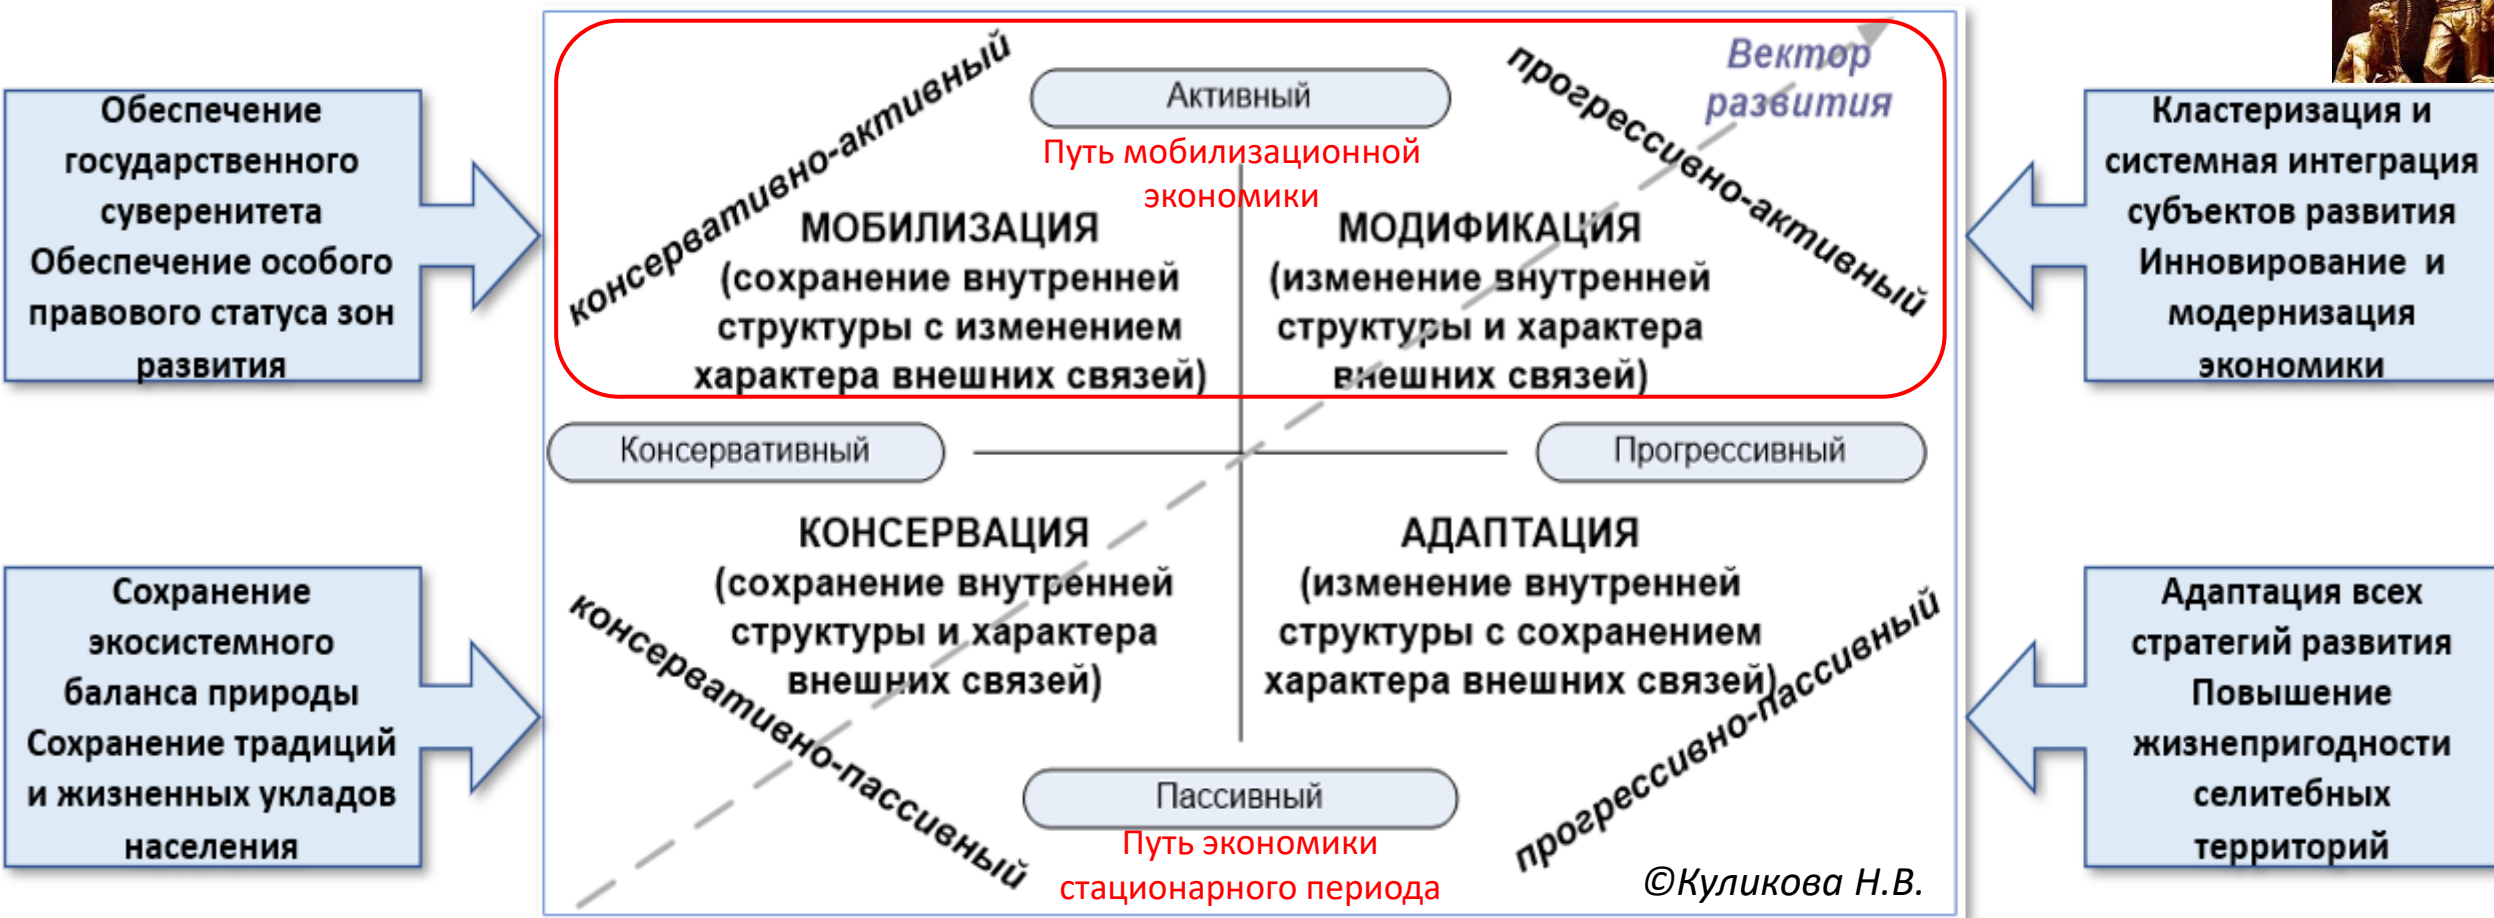 Обеспечение
государственного
суверенитета
Обеспечение особого
правового статуса зон
развития
Сохранение
экосистемного
баланса природы
Сохранение традиций
и жизненных укладов
населения
консервативно-активный
Активный
Путь мобилизационной
экономики
прогрессивно-активный
Вектор
развития
МОБИЛИЗАЦИЯ
(сохранение внутренней
структуры с изменением
характера внешних связей)
МОДИФИКАЦИЯ
(изменение внутренней
структуры и характера
внешних связей)
Консервативный
Прогрессивный
КОНСЕРВАЦИЯ
(сохранение внутренней
структуры и характера
внешних связей)
АДАПТАЦИЯ
(изменение внутренней
структуры с сохранением
характера внешних связей)
консервативно-пассивный
прогрессивно-пассивный
Пассивный
Путь экономики
стационарного периода
©Куликова Н.В.
Кластеризация и
системная интеграция
субъектов развития
Инновирование и
модернизация
экономики
Адаптация всех
стратегий развития
Повышение
жизнепригодности
селитебных
территорий